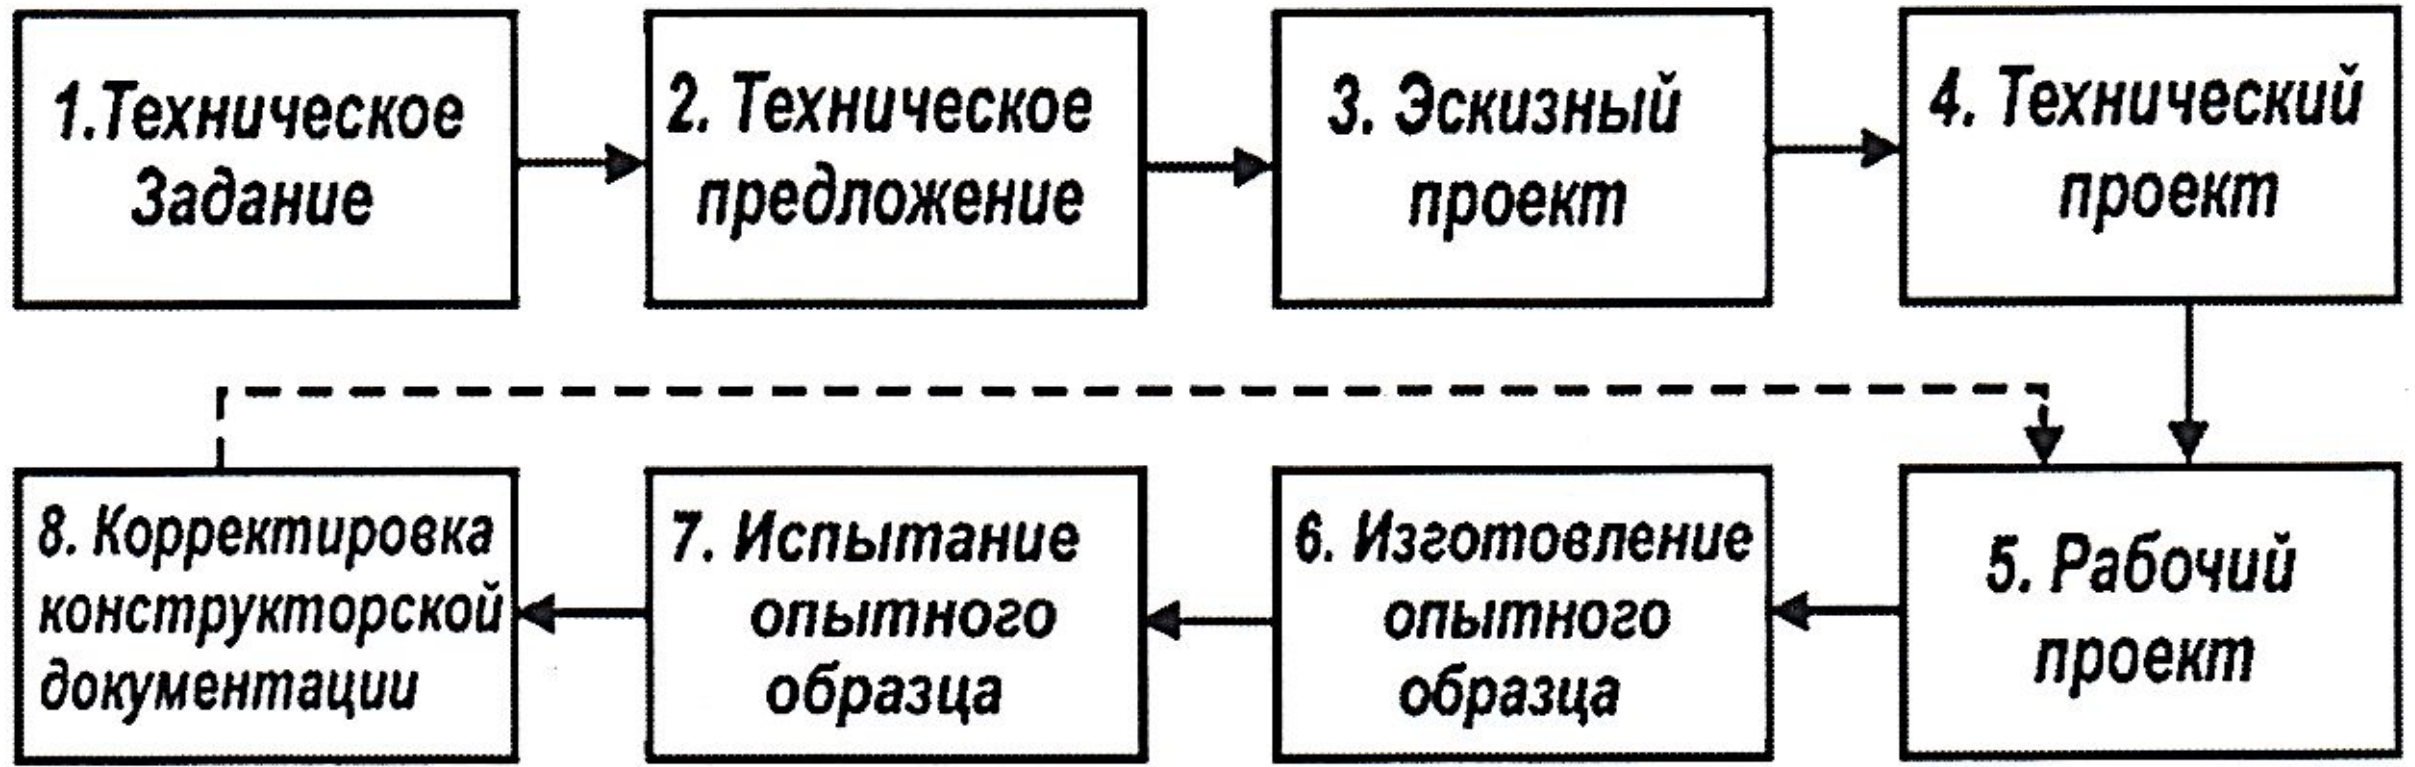 1.Техническое
Задание
2. Техническое
предложение
3. Эскизный
проект
4. Технический
проект
5. Рабочий
проект
6. Изготовление
опытного
образца
7. Испытание
опытного
образца
8. Корректировка
конструкторской
документации